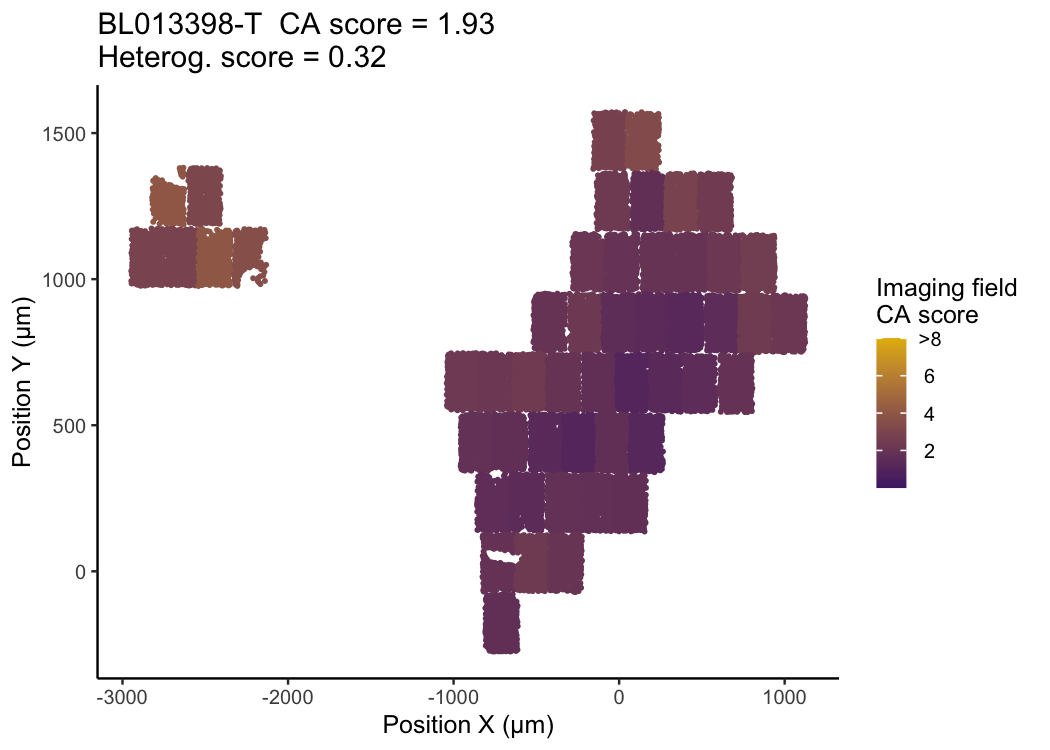 BL013398-T  CA score = 1.93
Heterog. score = 0.32
Position Y (µm)
1500
1000
500
0
-3000
-2000
-1000
0
1000
Position X (µm)
Imaging field
CA score
>8
6
4
2